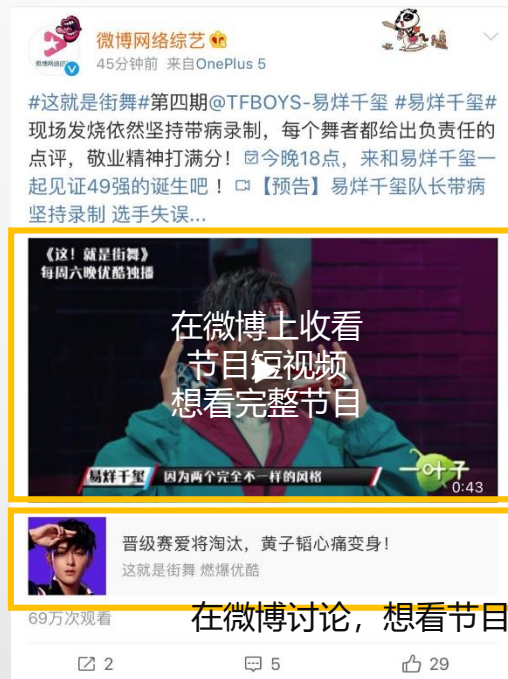 微博网络综艺
微博网络综艺
45分钟前 来自OnePlus 5
#这就是街舞#第四期@TFBOYS-易烊千玺 #易烊千玺#
现场发烧依然坚持带病录制，每个舞者都给出负责任的
点评，敬业精神打满分！今晚18点，来和易烊千玺一
起见证49强的诞生吧 ！【预告】易烊千玺队长带病
坚持录制 选手失误...
《这！就是街舞》
每周六晚优酷独播
在微博上收看
节目短视频
想看完整节目
易烊千玺 因为两个完全不一样的风格
一叶子
0:43
晋级赛爱将淘汰，黄子韬心痛变身！
这就是街舞 燃爆优酷
69万次观看
在微博讨论，想看节目
2 5 29